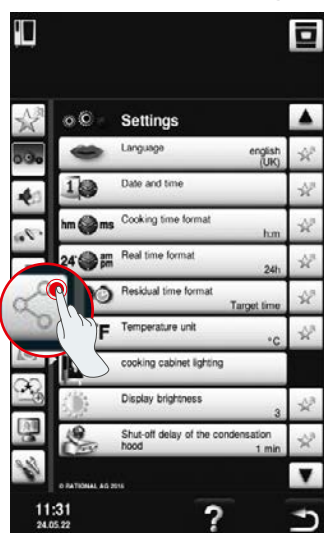 Settings
Language
english
(UK)
1
Date and time
hm ms
Cooking time format
h:m
24 am
pm
Real time format
24h
Residual time format
Target time
F
Temperature unit
°C
cooking cabinet lighting
Display brightness
3
Shut-off delay of the condensation
hood
1 min
© RATIONAL AG 2014
11:31
24.05.22
?